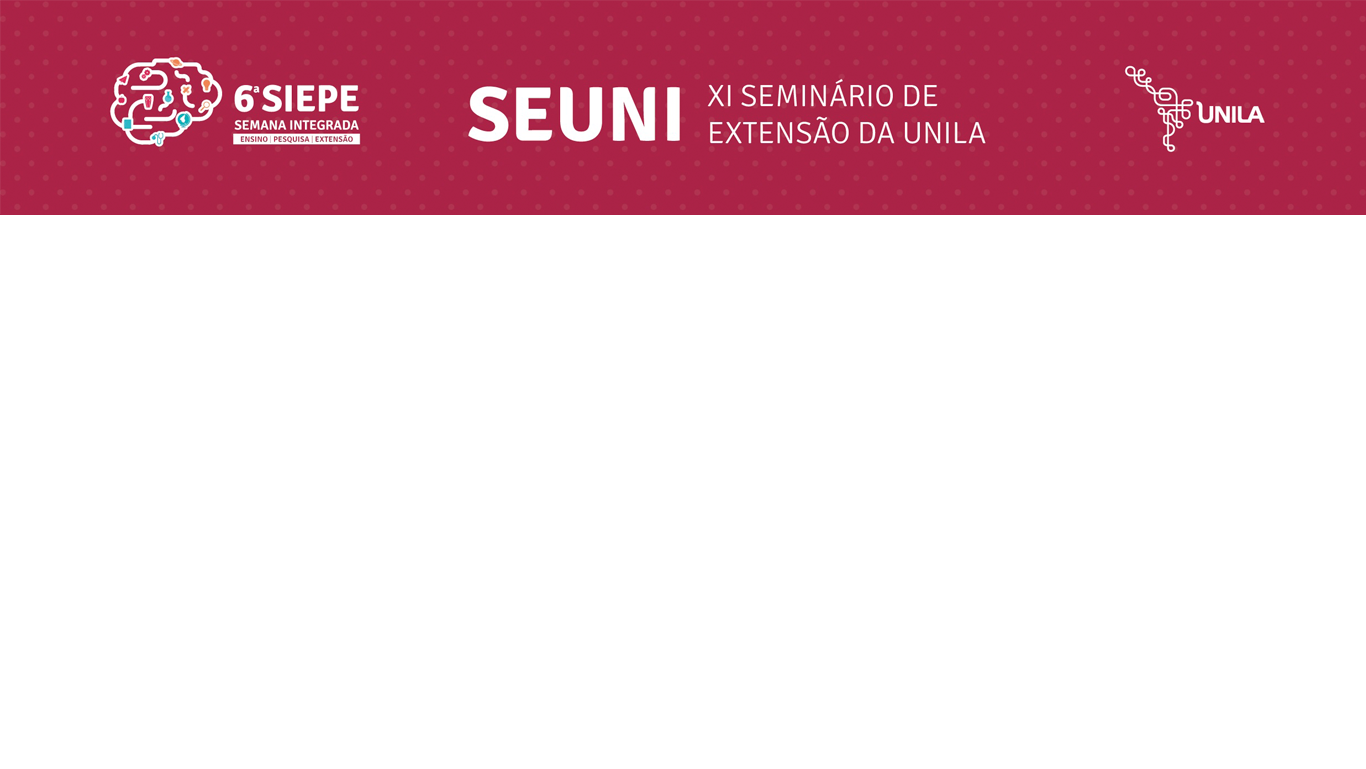 6ª SIEPE
SEMANA INTEGRADA
ENSINO | PESQUISA | EXTENSÃO
SEUNI
XI SEMINÁRIO DE
EXTENSÃO DA UNILA
UNILA